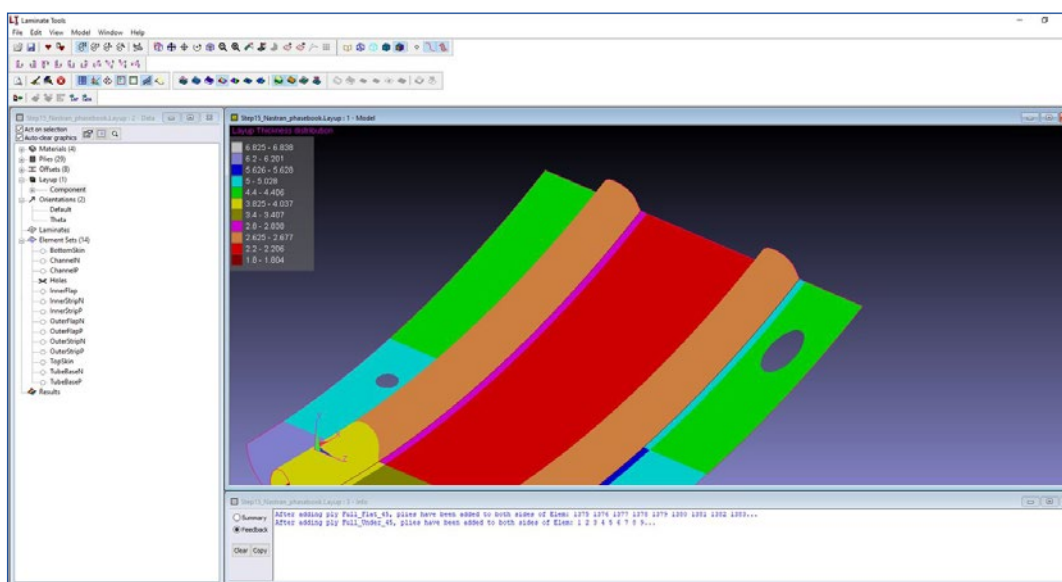 Laminate Tools
File Edit View Model Window Help
Step15_Nastran_phasebook.Layup : 2 - Data
Act on selection
Auto-clear graphics
Materials (4)
Plies (29)
Offsets (8)
Layup (1)
Component
Orientations (2)
Default
Theta
Laminates
Element Sets (14)
BottomSkin
ChannelN
ChannelP
Holes
InnerFlap
InnerStripN
InnerStripP
OuterFlapN
OuterFlapP
OuterStripN
OuterStripP
TopSkin
TubeBaseN
TubeBaseP
Results
Step15_Nastran_phasebook.Layup : 1 - Model
Layup Thickness distribution
6.825 - 6.838
6.2 - 6.201
5.626 - 5.628
5 - 5.028
4.4 - 4.406
3.825 - 4.037
3.4 - 3.407
2.8 - 2.838
2.625 - 2.677
2.2 - 2.206
1.8 - 1.804
Step15_Nastran_phasebook.Layup : 3 - Info
Summary
Feedback
Clear Copy
After adding ply Full_Flat_45, plies have been added to both sides of Elem: 1375 1376 1377 1378 1379 1380 1381 1382 1383...
After adding ply Full_Under_45, plies have been added to both sides of Elem: 1 2 3 4 5 6 7 8 9...